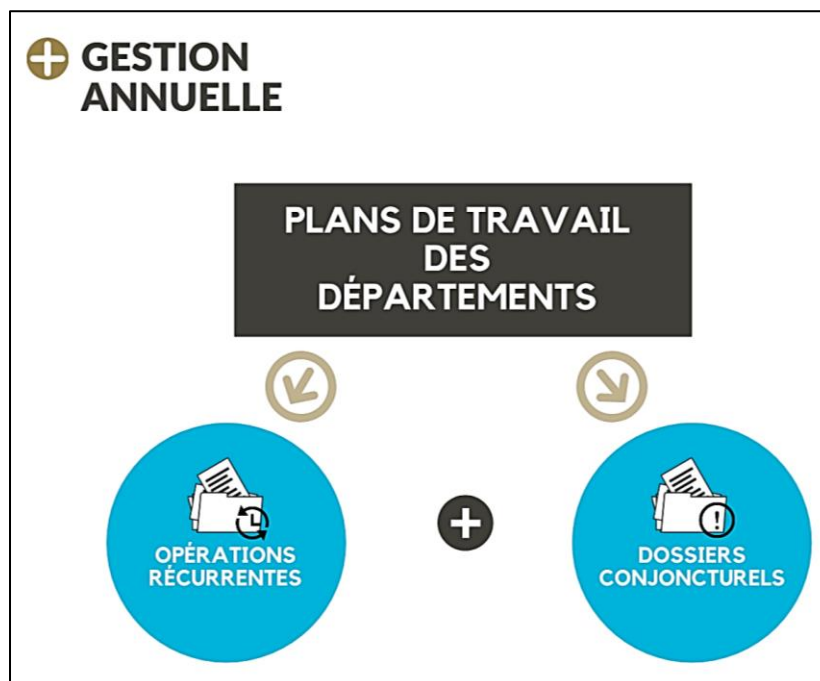 GESTION
ANNUELLE
PLANS DE TRAVAIL
DES
DÉPARTEMENTS
OPÉRATIONS
RÉCURRENTES
DOSSIERS
CONJONCTURELS